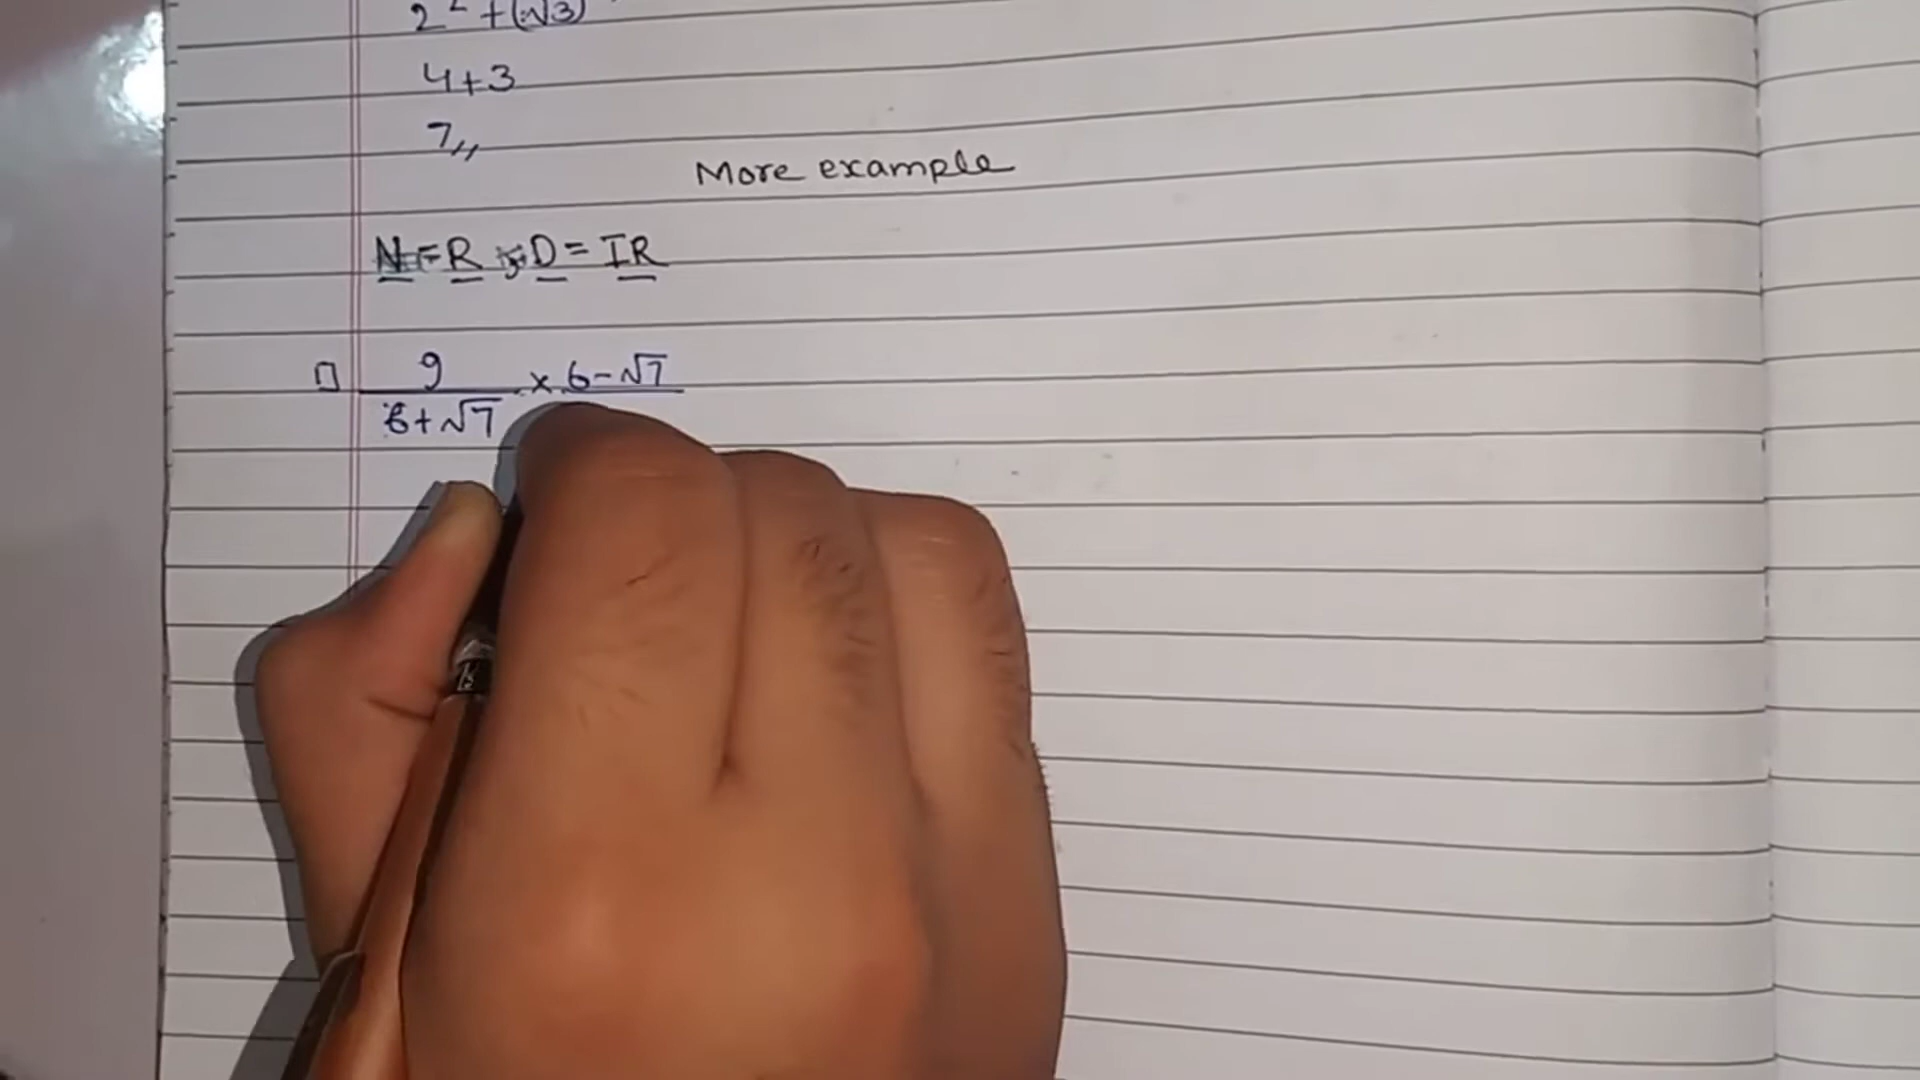 2² + (√3)
4+3
7,,
More example
N = R , D = IR
9 × 6-√7
6+√7